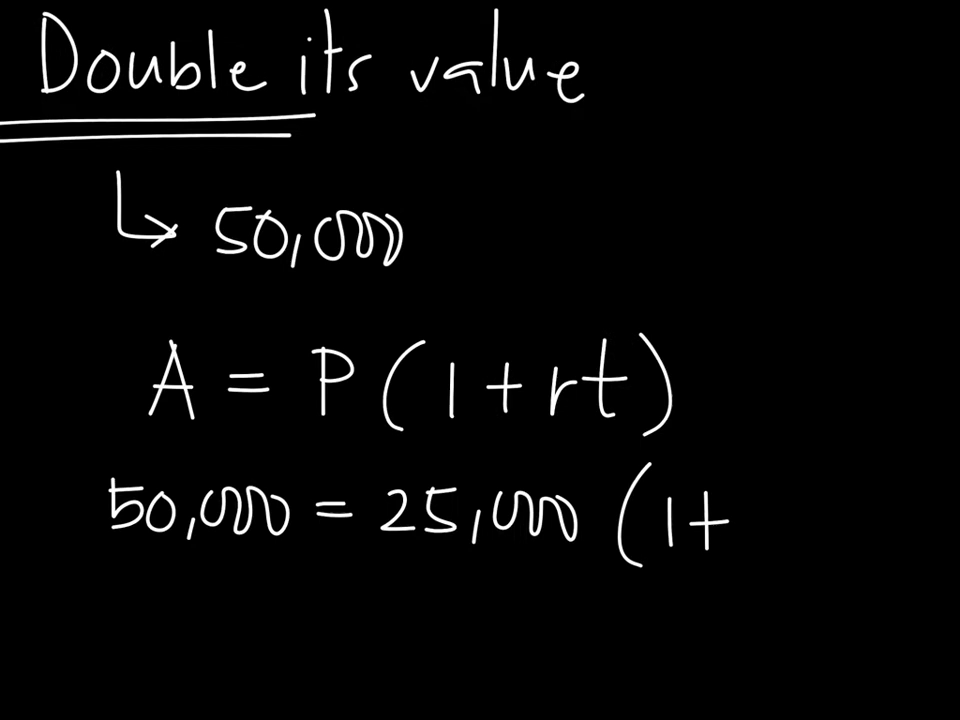 Double its value
↳ 50,000
A = P ( 1 + rt )
50,000 = 25,000 ( 1 +